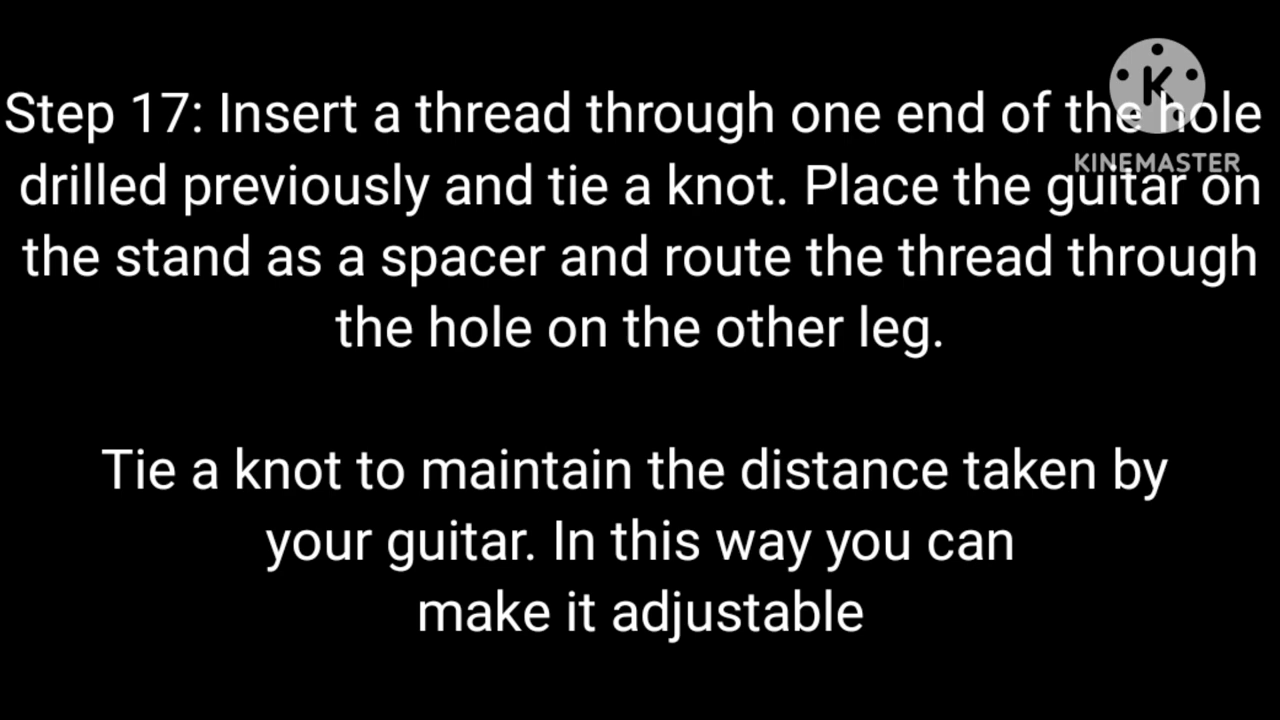 Step 17: Insert a thread through one end of the hole
drilled previously and tie a knot. Place the guitar on
the stand as a spacer and route the thread through
the hole on the other leg.
Tie a knot to maintain the distance taken by
your guitar. In this way you can
make it adjustable
K
KINEMASTER